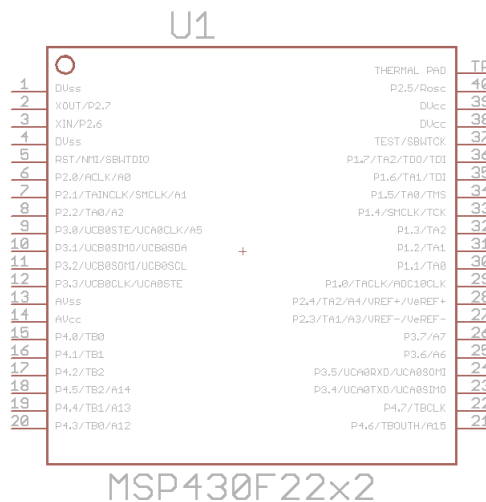 U1
THERMAL PAD TP
1 DVss P2.5/Rosc 40
2 XOUT/P2.7 DVcc 39
3 XIN/P2.6 DVcc 38
4 DVss TEST/SBWTCK 37
5 RST/NMI/SBWTDIO P1.7/TA2/TDO/TDI 36
6 P2.0/ACLK/A0 P1.6/TA1/TDI 35
7 P2.1/TAINCLK/SMCLK/A1 P1.5/TA0/TMS 34
8 P2.2/TA0/A2 P1.4/SMCLK/TCK 33
9 P3.0/UCB0STE/UCA0CLK/A5 P1.3/TA2 32
10 P3.1/UCB0SIMO/UCB0SDA P1.2/TA1 31
11 P3.2/UCB0SOMI/UCB0SCL P1.1/TA0 30
12 P3.3/UCB0CLK/UCA0STE P1.0/TACLK/ADC10CLK 29
13 AVss P2.4/TA2/A4/VREF+/VeREF+ 28
14 AVcc P2.3/TA1/A3/VREF-/VeREF- 27
15 P4.0/TB0 P3.7/A7 26
16 P4.1/TB1 P3.6/A6 25
17 P4.2/TB2 P3.5/UCA0RXD/UCA0SOMI 24
18 P4.5/TB2/A14 P3.4/UCA0TXD/UCA0SIMO 23
19 P4.4/TB1/A13 P4.7/TBCLK 22
20 P4.3/TB0/A12 P4.6/TBOUTH/A15 21
MSP430F22x2